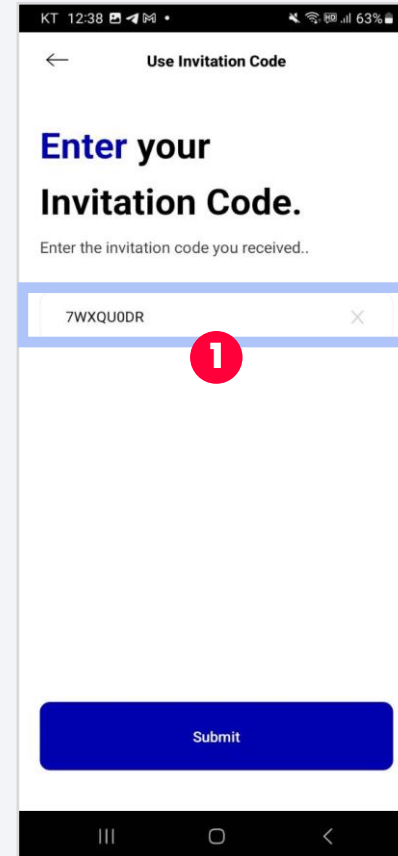 KT 12:38
63%
Use Invitation Code
Enter your
Invitation Code.
Enter the invitation code you received..
7WXQU0DR
1
Submit